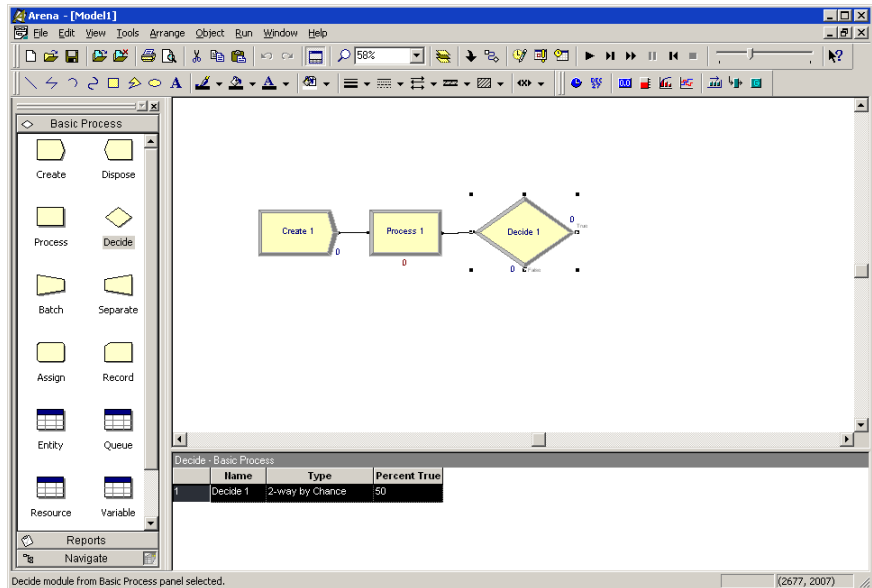 Arena - [Model1]
File Edit View Tools Arrange Object Run Window Help
58%
Basic Process
Create Dispose
Process Decide
Batch Separate
Assign Record
Entity Queue
Resource Variable
Reports
Navigate
Create 1
0
Process 1
0
Decide 1
0
True
0
False
Decide - Basic Process
Name Type Percent True
1 Decide 1 2-way by Chance 50
Decide module from Basic Process panel selected.
(2677, 2007)